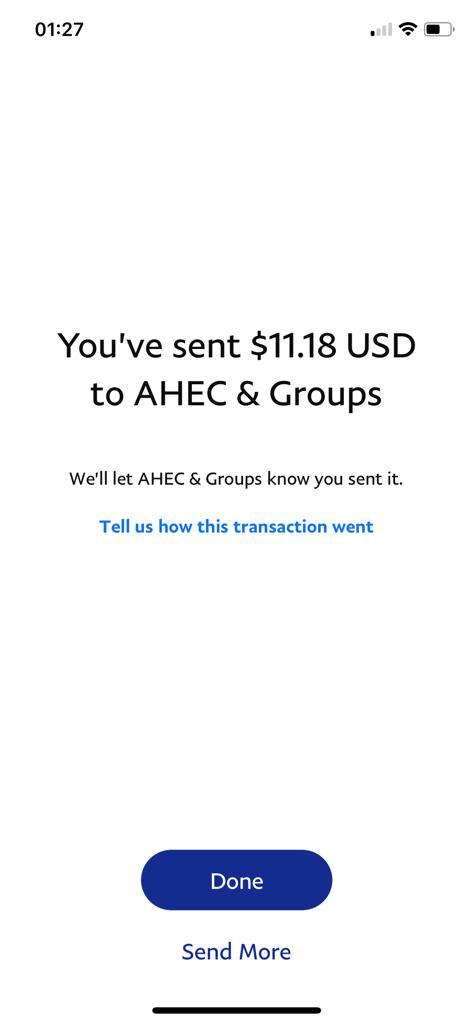 01:27
You've sent $11.18 USD
to AHEC & Groups
We'll let AHEC & Groups know you sent it.
Tell us how this transaction went
Done
Send More